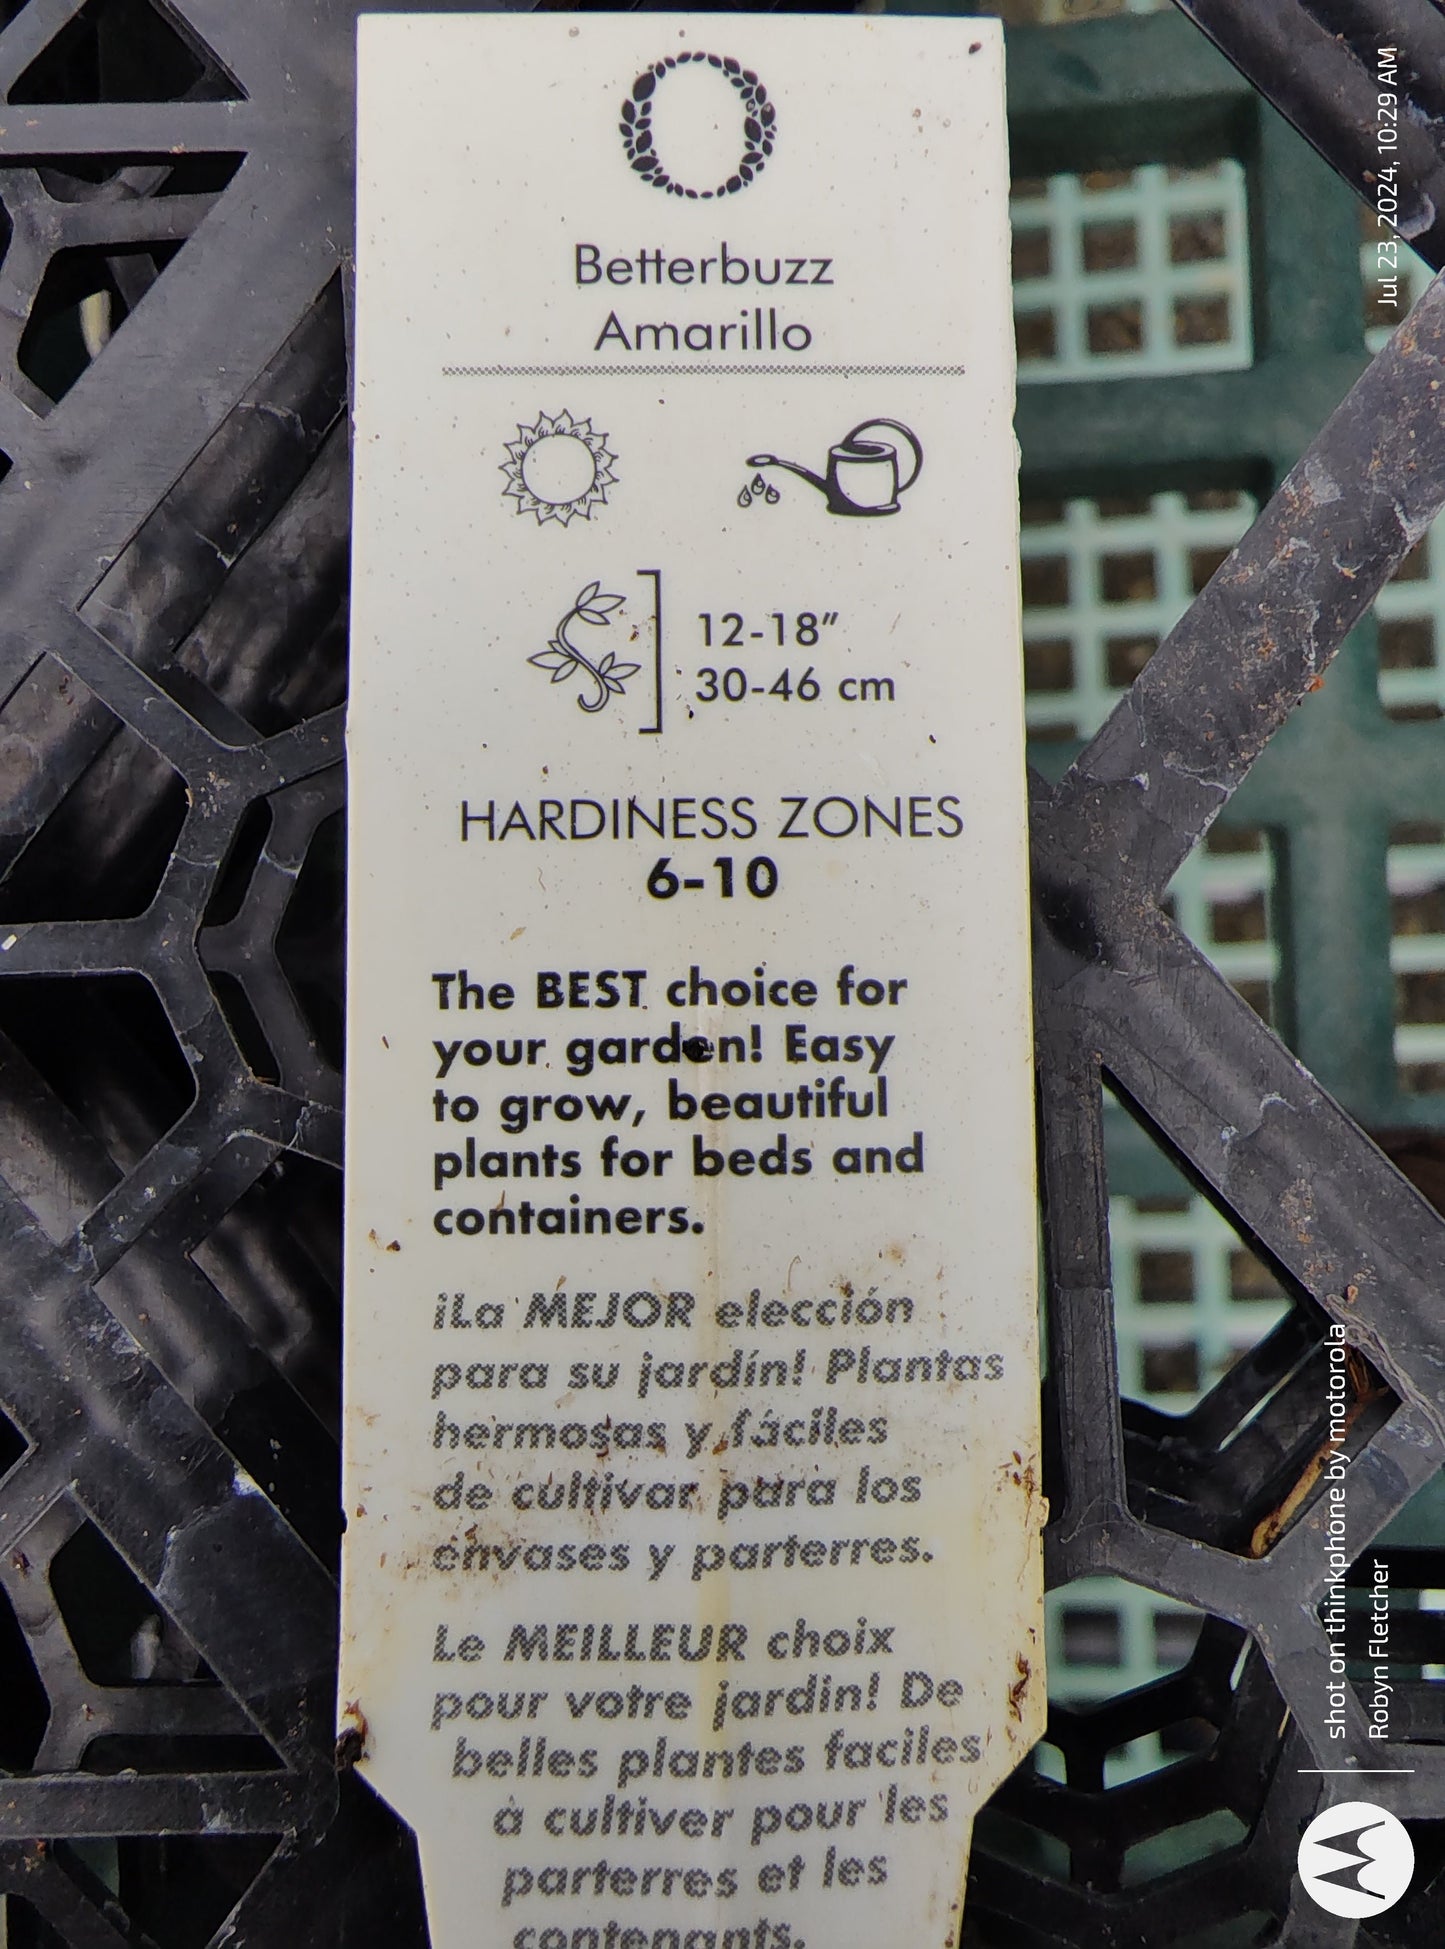 Betterbuzz
Amarillo
12-18"
30-46 cm
HARDINESS ZONES
6-10
The BEST choice for
your garden! Easy
to grow, beautiful
plants for beds and
containers.
¡La MEJOR elección
para su jardín! Plantas
hermosas y fáciles
de cultivar para los
envases y parterres.
Le MEILLEUR choix
pour votre jardin! De
belles plantes faciles
à cultiver pour les
parterres et les
contenants.
Jul 23, 2024, 10:29 AM
shot on thinkphone by motorola
Robyn Fletcher